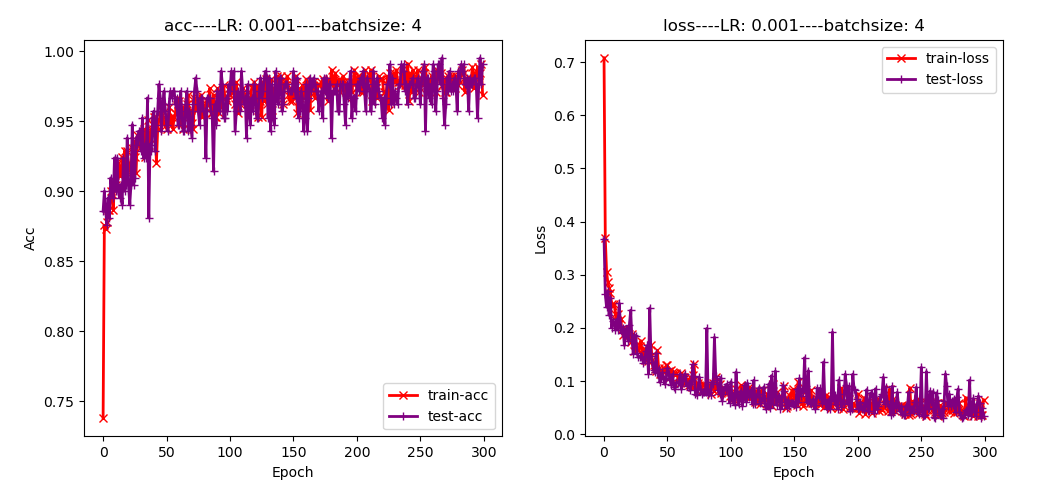 acc----LR: 0.001----batchsize: 4
1.00
0.95
0.90
0.85
0.80
0.75
Acc
0 50 100 150 200 250 300
Epoch
train-acc
test-acc
loss----LR: 0.001----batchsize: 4
0.7
0.6
0.5
0.4
0.3
0.2
0.1
0.0
Loss
0 50 100 150 200 250 300
Epoch
train-loss
test-loss